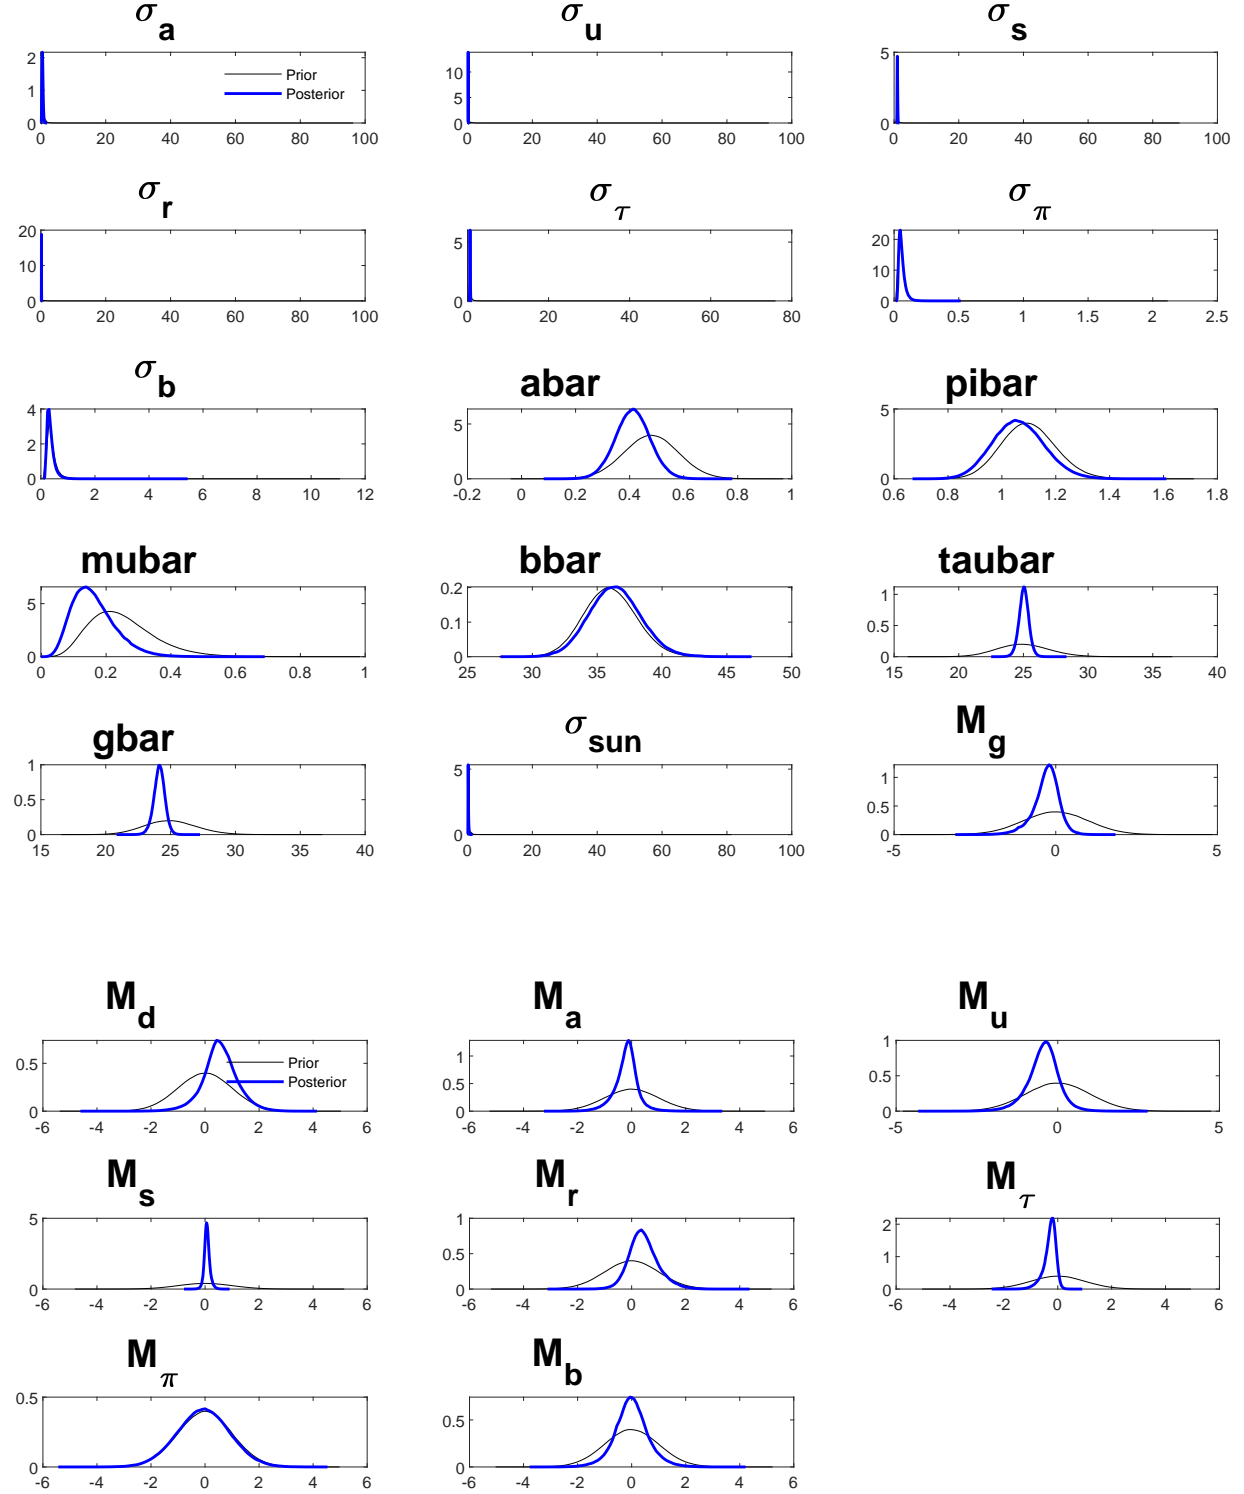 σa σu σs
2 10 5
1 5
0 0 0
Prior
Posterior
0 20 40 60 80 100 0 20 40 60 80 100 0 20 40 60 80 100
σr στ σπ
20 5 20
10 10
0 0 0
0 20 40 60 80 100 0 20 40 60 80 0 0.5 1 1.5 2 2.5
σb abar pibar
4 5 5
2
0 0 0
0 2 4 6 8 10 12 -0.2 0 0.2 0.4 0.6 0.8 1 0.6 0.8 1 1.2 1.4 1.6 1.8
mubar bbar taubar
5 0.2 1
0.1 0.5
0 0 0
0 0.2 0.4 0.6 0.8 1 25 30 35 40 45 50 15 20 25 30 35 40
gbar σsun Mg
1 5 1
0.5 0.5
0 0 0
15 20 25 30 35 40 0 20 40 60 80 100 -5 0 5
Md Ma Mu
0.5 1 1
0.5 0.5
0 0 0
Prior
Posterior
-6 -4 -2 0 2 4 6 -6 -4 -2 0 2 4 6 -5 0 5
Ms Mr Mτ
5 1 2
0.5 1
0 0 0
-6 -4 -2 0 2 4 6 -6 -4 -2 0 2 4 6 -6 -4 -2 0 2 4 6
Mπ Mb
0.5 0.5
0 0
-6 -4 -2 0 2 4 6 -6 -4 -2 0 2 4 6